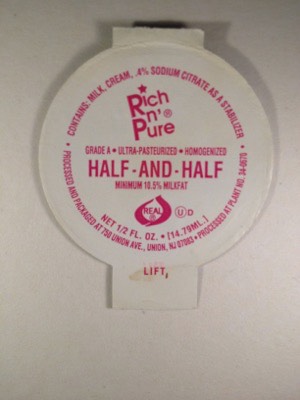 • CONTAINS: MILK, CREAM, .4% SODIUM CITRATE AS A STABILIZER •
Rich
n'®
Pure
GRADE A • ULTRA-PASTEURIZED • HOMOGENIZED
HALF-AND-HALF
MINIMUM 10.5% MILKFAT
REAL
U D
NET 1/2 FL. OZ. • [14.79ML.]
PROCESSED AND PACKAGED AT 750 UNION AVE., UNION, NJ 07083 • PROCESSED AT PLANT NO. 34-0610
LIFT